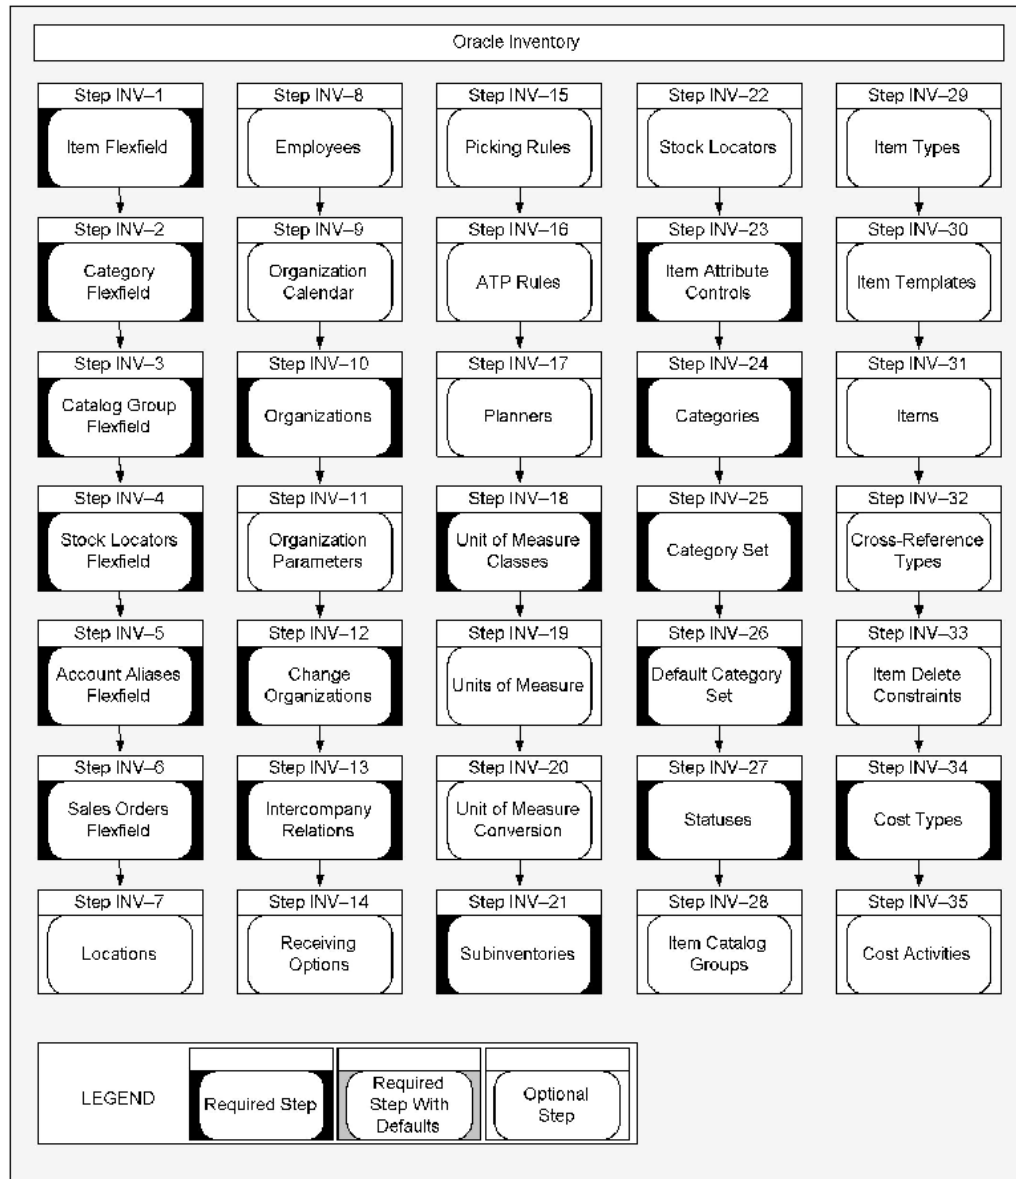 Oracle Inventory
Step INV–1
Item Flexfield
Step INV–2
Category
Flexfield
Step INV–3
Catalog Group
Flexfield
Step INV–4
Stock Locators
Flexfield
Step INV–5
Account Aliases
Flexfield
Step INV–6
Sales Orders
Flexfield
Step INV–7
Locations
Step INV–8
Employees
Step INV–9
Organization
Calendar
Step INV–10
Organizations
Step INV–11
Organization
Parameters
Step INV–12
Change
Organizations
Step INV–13
Intercompany
Relations
Step INV–14
Receiving
Options
Step INV–15
Picking Rules
Step INV–16
ATP Rules
Step INV–17
Planners
Step INV–18
Unit of Measure
Classes
Step INV–19
Units of Measure
Step INV–20
Unit of Measure
Conversion
Step INV–21
Subinventories
Step INV–22
Stock Locators
Step INV–23
Item Attribute
Controls
Step INV–24
Categories
Step INV–25
Category Set
Step INV–26
Default Category
Set
Step INV–27
Statuses
Step INV–28
Item Catalog
Groups
Step INV–29
Item Types
Step INV–30
Item Templates
Step INV–31
Items
Step INV–32
Cross-Reference
Types
Step INV–33
Item Delete
Constraints
Step INV–34
Cost Types
Step INV–35
Cost Activities
LEGEND
Required Step
Required
Step With
Defaults
Optional
Step